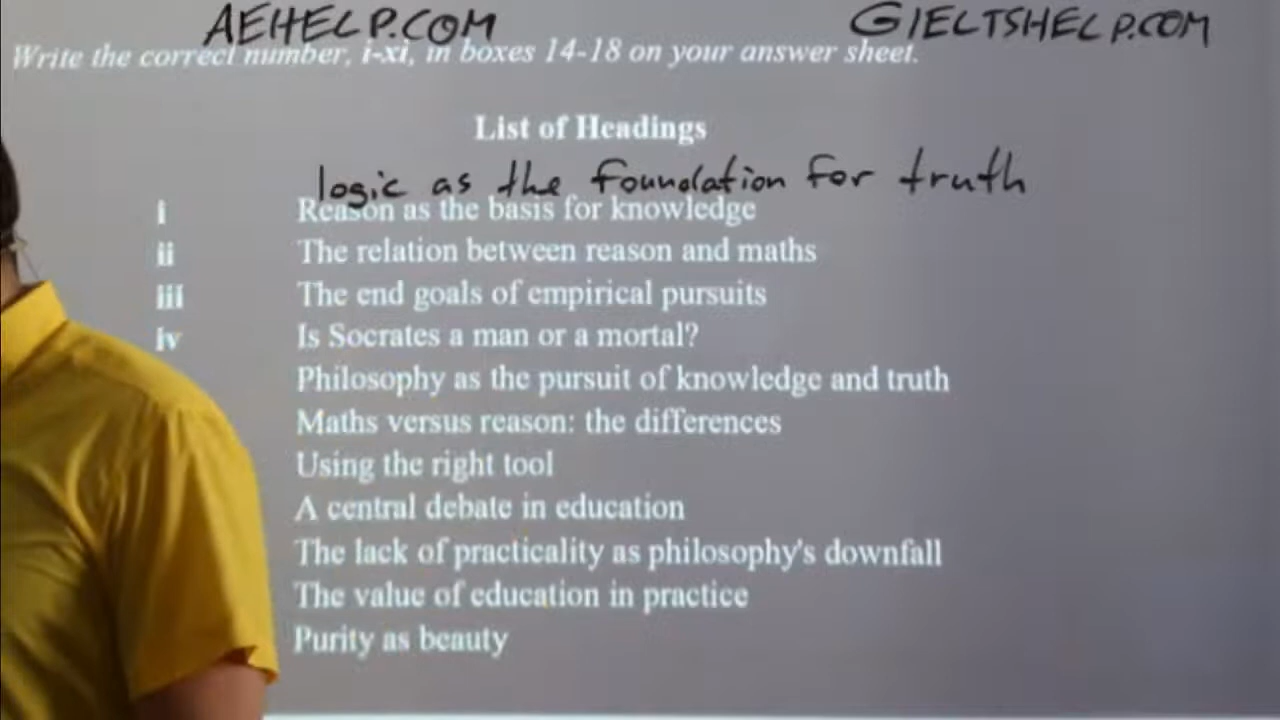 AEHELP.COM GIELTSHELP.COM
Write the correct number, i-xi, in boxes 14-18 on your answer sheet.
List of Headings
logic as the foundation for truth
i Reason as the basis for knowledge
ii The relation between reason and maths
iii The end goals of empirical pursuits
iv Is Socrates a man or a mortal?
Philosophy as the pursuit of knowledge and truth
Maths versus reason: the differences
Using the right tool
A central debate in education
The lack of practicality as philosophy's downfall
The value of education in practice
Purity as beauty